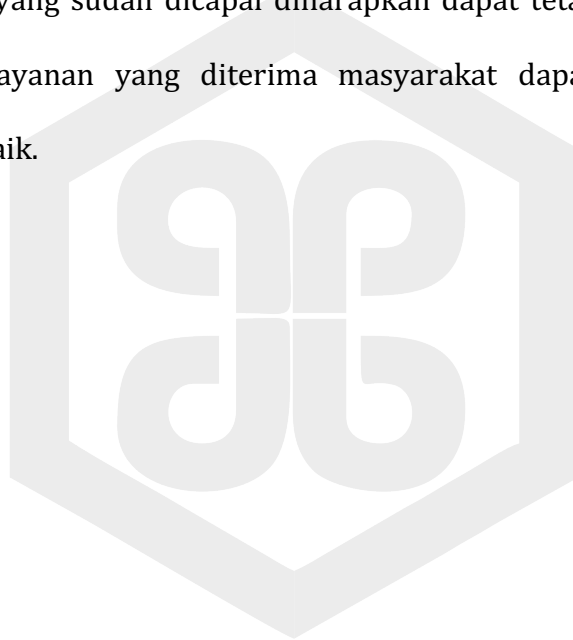 yang sudah dicapai diharapkan dapat teta
ayanan yang diterima masyarakat dapa
aik.